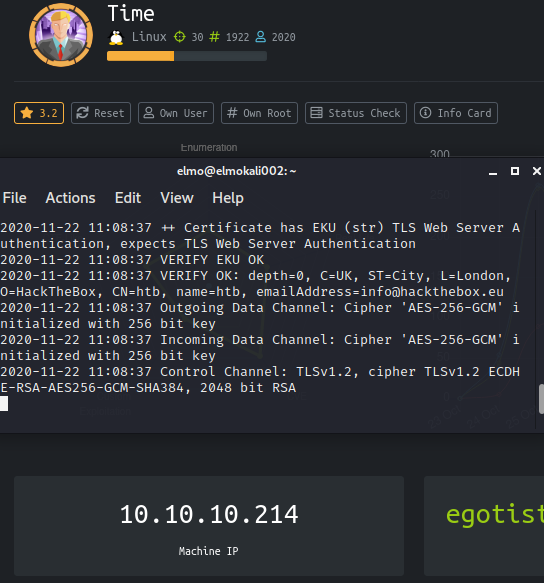 Time
Linux 30 # 1922 2020
3.2 Reset Own User # Own Root Status Check Info Card
Enumeration
300
elmo@elmokali002:~
File Actions Edit View Help
2020-11-22 11:08:37 ++ Certificate has EKU (str) TLS Web Server A
uthentication, expects TLS Web Server Authentication
2020-11-22 11:08:37 VERIFY EKU OK
2020-11-22 11:08:37 VERIFY OK: depth=0, C=UK, ST=City, L=London,
O=HackTheBox, CN=htb, name=htb, emailAddress=info@hackthebox.eu
2020-11-22 11:08:37 Outgoing Data Channel: Cipher 'AES-256-GCM' i
nitialized with 256 bit key
2020-11-22 11:08:37 Incoming Data Channel: Cipher 'AES-256-GCM' i
nitialized with 256 bit key
2020-11-22 11:08:37 Control Channel: TLSv1.2, cipher TLSv1.2 ECDH
E-RSA-AES256-GCM-SHA384, 2048 bit RSA
10.10.10.214
Machine IP
egotist